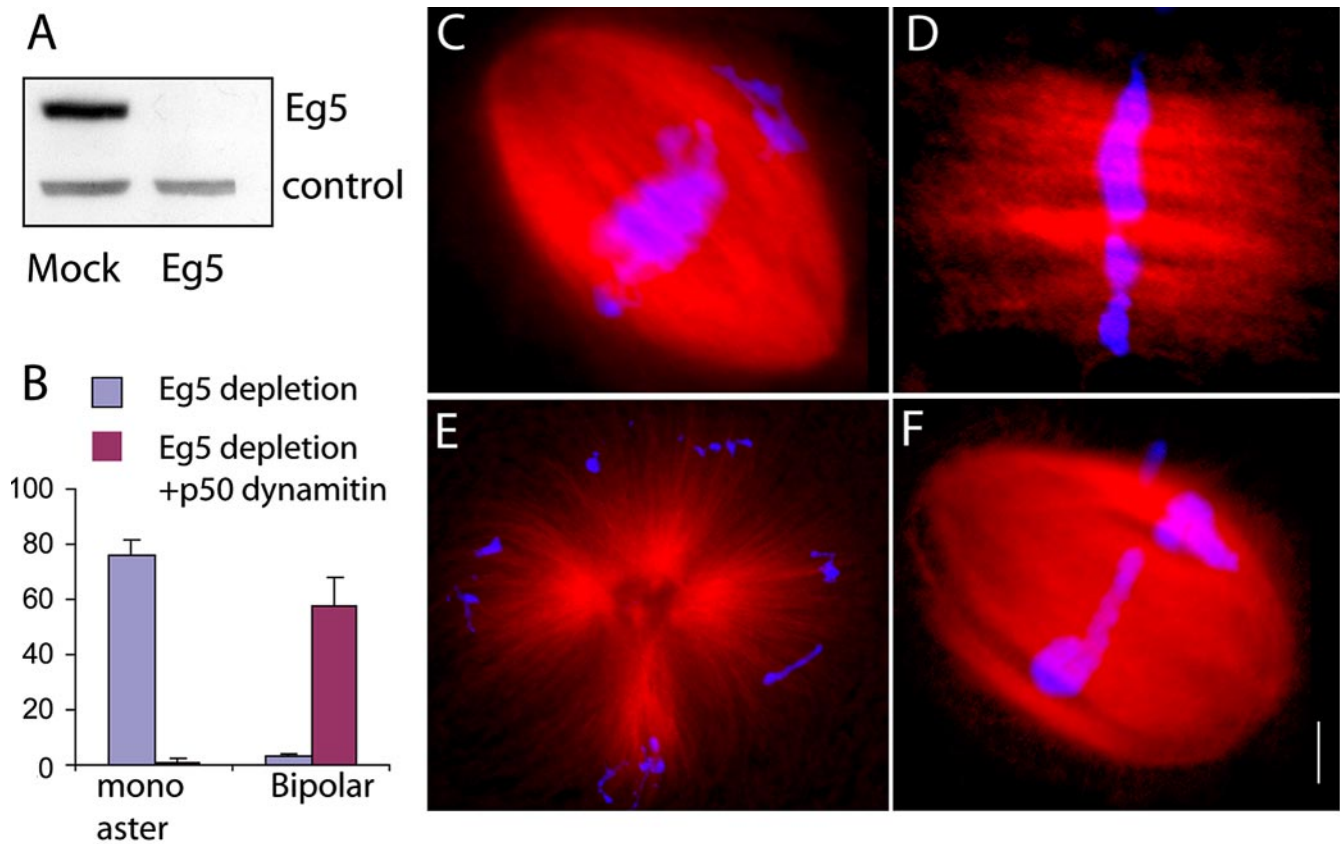 A
Eg5
control
Mock Eg5
B
Eg5 depletion
Eg5 depletion
+p50 dynamitin
100
80
60
40
20
0
mono
aster
Bipolar
C
D
E
F